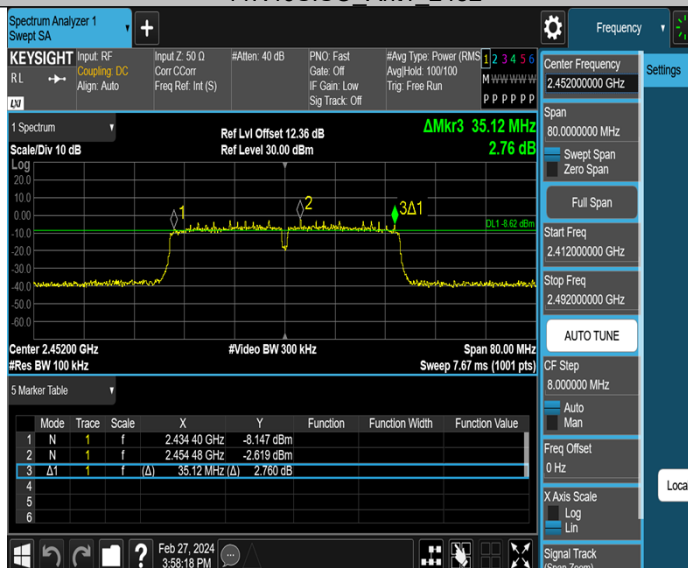 Spectrum Analyzer 1
Swept SA
Frequency
KEYSIGHT
RL
LXI
Input: RF
Coupling: DC
Align: Auto
Input Z: 50 Ω
Corr CCorr
Freq Ref: Int (S)
#Atten: 40 dB
PNO: Fast
Gate: Off
IF Gain: Low
Sig Track: Off
#Avg Type: Power (RMS
Avg|Hold: 100/100
Trig: Free Run
1 2 3 4 5 6
M W W W W W
P P P P P P
1 Spectrum
Scale/Div 10 dB
Ref Lvl Offset 12.36 dB
Ref Level 30.00 dBm
ΔMkr3 35.12 MHz
2.76 dB
Log
20.0
10.0
0.00
-10.0
-20.0
-30.0
-40.0
-50.0
-60.0
1
2
3Δ1
DL1 -8.62 dBm
Center 2.45200 GHz
#Res BW 100 kHz
#Video BW 300 kHz
Span 80.00 MHz
Sweep 7.67 ms (1001 pts)
5 Marker Table
Mode Trace Scale X Y Function Function Width Function Value
1 N 1 f 2.434 40 GHz -8.147 dBm
2 N 1 f 2.454 48 GHz -2.619 dBm
3 Δ1 1 f (Δ) 35.12 MHz (Δ) 2.760 dB
4
5
6
Feb 27, 2024
3:58:18 PM
Center Frequency
2.452000000 GHz
Span
80.0000000 MHz
Swept Span
Zero Span
Full Span
Start Freq
2.412000000 GHz
Stop Freq
2.492000000 GHz
AUTO TUNE
CF Step
8.000000 MHz
Auto
Man
Freq Offset
0 Hz
X Axis Scale
Log
Lin
Signal Track
(Span Zoom)
Settings
Loca